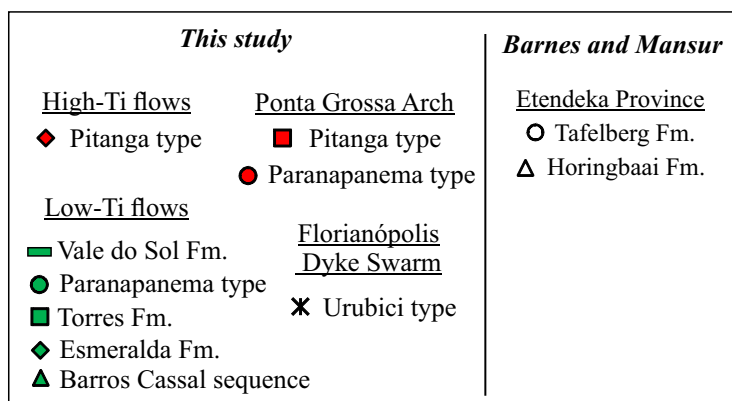 This study
High-Ti flows
Pitanga type
Low-Ti flows
Vale do Sol Fm.
Paranapanema type
Torres Fm.
Esmeralda Fm.
Barros Cassal sequence
Ponta Grossa Arch
Pitanga type
Paranapanema type
Florianópolis
Dyke Swarm
Urubici type
Barnes and Mansur
Etendeka Province
Tafelberg Fm.
Horingbaai Fm.